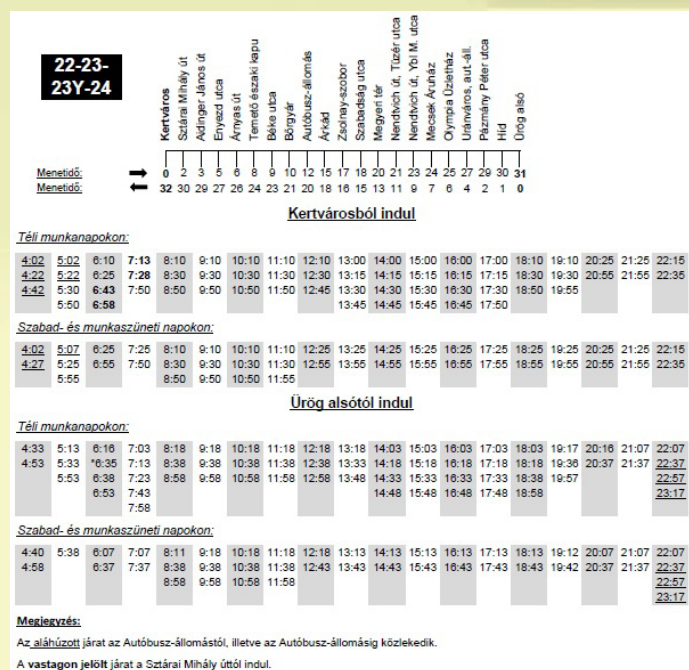 22-23-
23Y-24
Kertváros
Sztárai Mihály út
Aidinger János út
Enyezd utca
Árnyas út
Temető északi kapu
Béke utca
Bőrgyár
Autóbusz-állomás
Árkád
Zsolnay-szobor
Szabadság utca
Megyeri tér
Nendtvich út, Tüzér utca
Nendtvich út, Ybl M. utca
Mecsek Áruház
Olympia Üzletház
Uránváros, aut.-áll.
Pázmány Péter utca
Híd
Ürög alsó
Menetidő: 0 2 3 5 6 8 9 10 12 15 17 18 20 21 23 24 25 27 29 30 31
Menetidő: 32 30 29 27 26 24 23 21 20 18 16 15 13 11 9 7 6 4 2 1 0
Kertvárosból indul
Téli munkanapokon:
4:02 5:02 6:10 7:13 8:10 9:10 10:10 11:10 12:10 13:00 14:00 15:00 16:00 17:00 18:10 19:10 20:25 21:25 22:15
4:22 5:22 6:25 7:28 8:30 9:30 10:30 11:30 12:30 13:15 14:15 15:15 16:15 17:15 18:30 19:30 20:55 21:55 22:35
4:42 5:30 6:43 8:50 9:50 10:50 11:50 12:45 13:30 14:30 15:30 16:30 17:30 18:50 19:55
5:50 6:58 13:45 14:45 15:45 16:45 17:50
Szabad- és munkaszüneti napokon:
4:02 5:07 6:25 7:25 8:10 9:10 10:10 11:10 12:25 13:25 14:25 15:25 16:25 17:25 18:25 19:25 20:25 21:25 22:15
4:27 5:25 6:55 7:50 8:30 9:30 10:30 11:30 12:55 13:55 14:55 15:55 16:55 17:55 18:55 19:55 20:55 21:55 22:35
5:55 8:50 9:50 10:50 11:55
Ürög alsótól indul
Téli munkanapokon:
4:33 5:13 6:16 7:03 8:18 9:18 10:18 11:18 12:18 13:18 14:03 15:03 16:03 17:03 18:03 19:17 20:16 21:07 22:07
4:53 5:33 *6:35 7:13 8:38 9:38 10:38 11:38 12:38 13:33 14:18 15:18 16:18 17:18 18:18 19:36 20:37 21:37 22:37
5:53 6:38 7:23 8:58 9:58 10:58 11:58 12:58 13:48 14:33 15:33 16:33 17:33 18:38 19:57 22:57
6:53 7:43 14:48 15:48 16:48 17:48 18:58 23:17
7:58
Szabad- és munkaszüneti napokon:
4:40 5:38 6:07 7:07 8:11 9:18 10:18 11:18 12:18 13:13 14:13 15:13 16:13 17:13 18:13 19:12 20:07 21:07 22:07
4:58 6:37 7:37 8:38 9:38 10:38 11:38 12:43 13:43 14:43 15:43 16:43 17:43 18:43 19:42 20:37 21:37 22:37
8:58 9:58 10:58 11:58 22:57
23:17
Megjegyzés:
Az aláhúzott járat az Autóbusz-állomástól, illetve az Autóbusz-állomásig közlekedik.
A vastagon jelölt járat a Sztárai Mihály úttól indul.